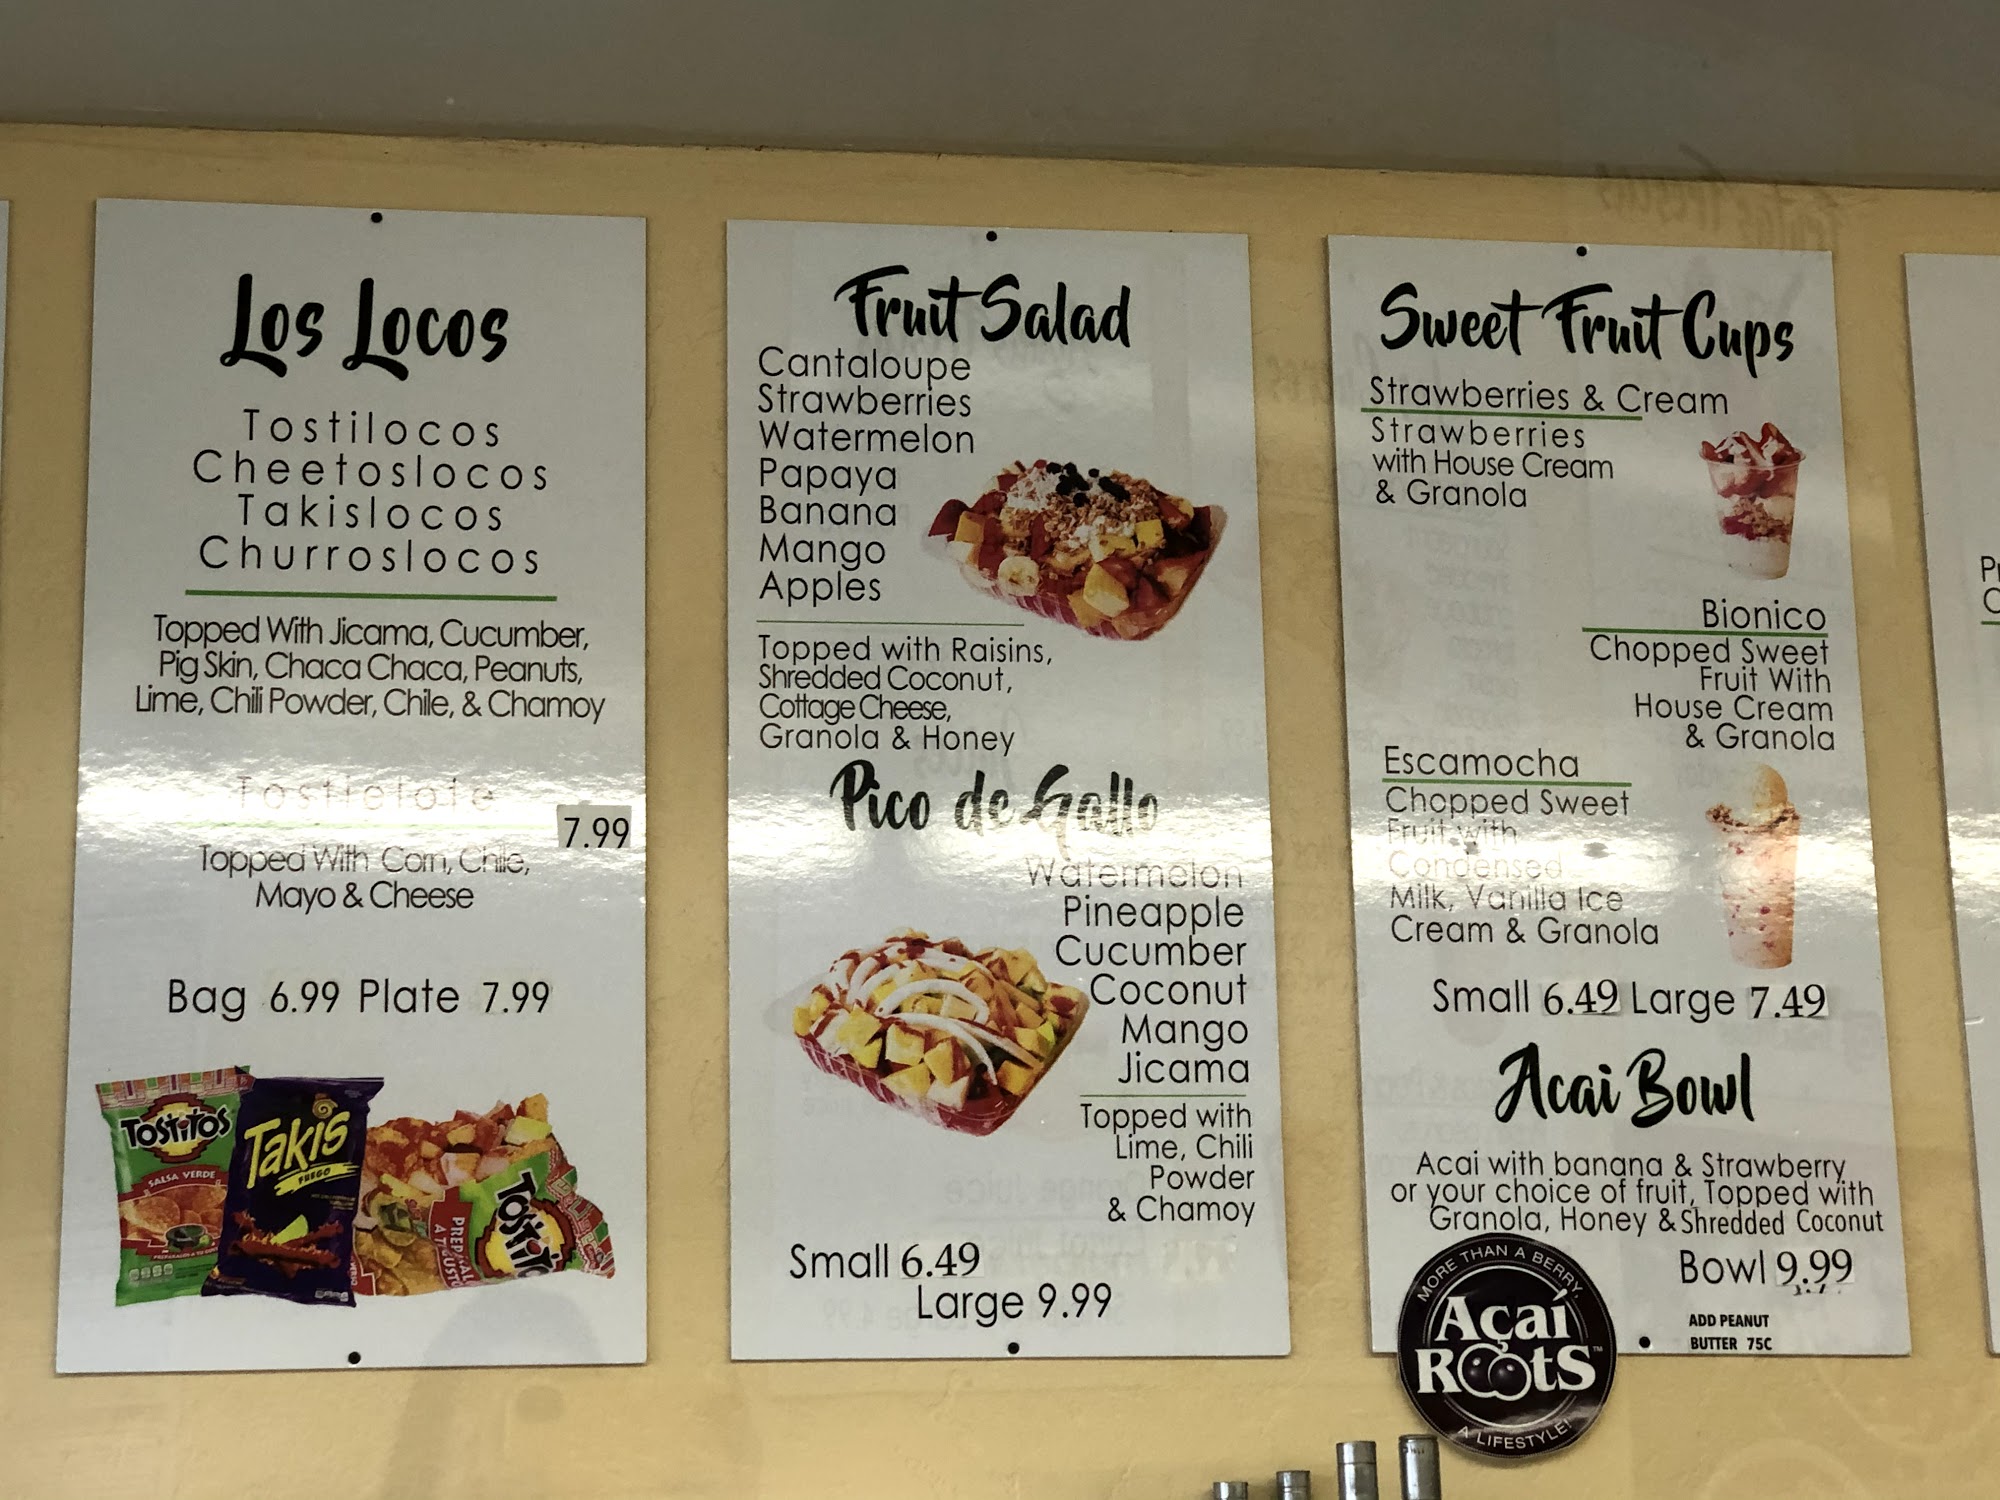 Los Locos
Tostilocos
Cheetoslocos
Takislocos
Churroslocos
Topped With Jicama, Cucumber,
Pig Skin, Chaca Chaca, Peanuts,
Lime, Chili Powder, Chile, & Chamoy
Tostielote
7.99
Topped With Corn, Chile,
Mayo & Cheese
Bag 6.99 Plate 7.99
TOSTITOS
SALSA VERDE
TAKIS
FUEGO
TOSTITO
Fruit Salad
Cantaloupe
Strawberries
Watermelon
Papaya
Banana
Mango
Apples
Topped with Raisins,
Shredded Coconut,
Cottage Cheese,
Granola & Honey
Pico de Gallo
Watermelon
Pineapple
Cucumber
Coconut
Mango
Jicama
Topped with
Lime, Chili
Powder
& Chamoy
Small 6.49
Large 9.99
Sweet Fruit Cups
Strawberries & Cream
Strawberries
with House Cream
& Granola
Bionico
Chopped Sweet
Fruit With
House Cream
& Granola
Escamocha
Chopped Sweet
Fruit with
Condensed
Milk, Vanilla Ice
Cream & Granola
Small 6.49 Large 7.49
Acai Bowl
Acai with banana & Strawberry
or your choice of fruit, Topped with
Granola, Honey & Shredded Coconut
Bowl 9.99
ADD PEANUT
BUTTER 75C
MORE THAN A BERRY,
Açaí
ROOtS™
A LIFESTYLE!